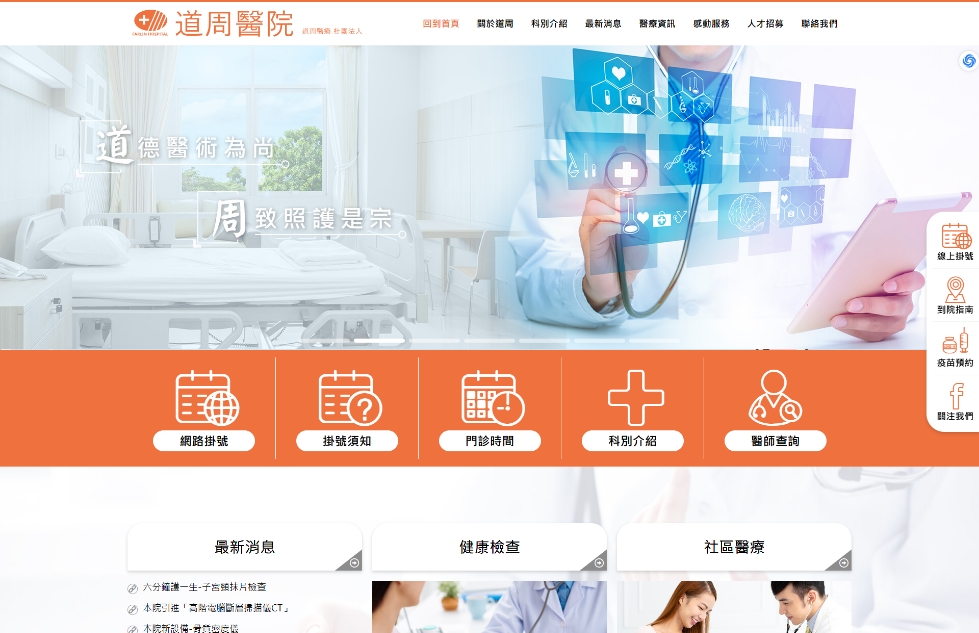 道周醫院
道周醫療 社團法人
回到首頁 關於道周 科別介紹 最新消息 醫療資訊 感動服務 人才招募 聯絡我們
道德醫術為尚
周致照護是宗
線上掛號
到院指南
疫苗預約
關注我們
網路掛號 掛號須知 門診時間 科別介紹 醫師查詢
最新消息 健康檢查 社區醫療
六分鐘護一生-子宮頸抹片檢查
本院引進「高階電腦斷層掃描儀CT」
本院新設備-骨質密度儀